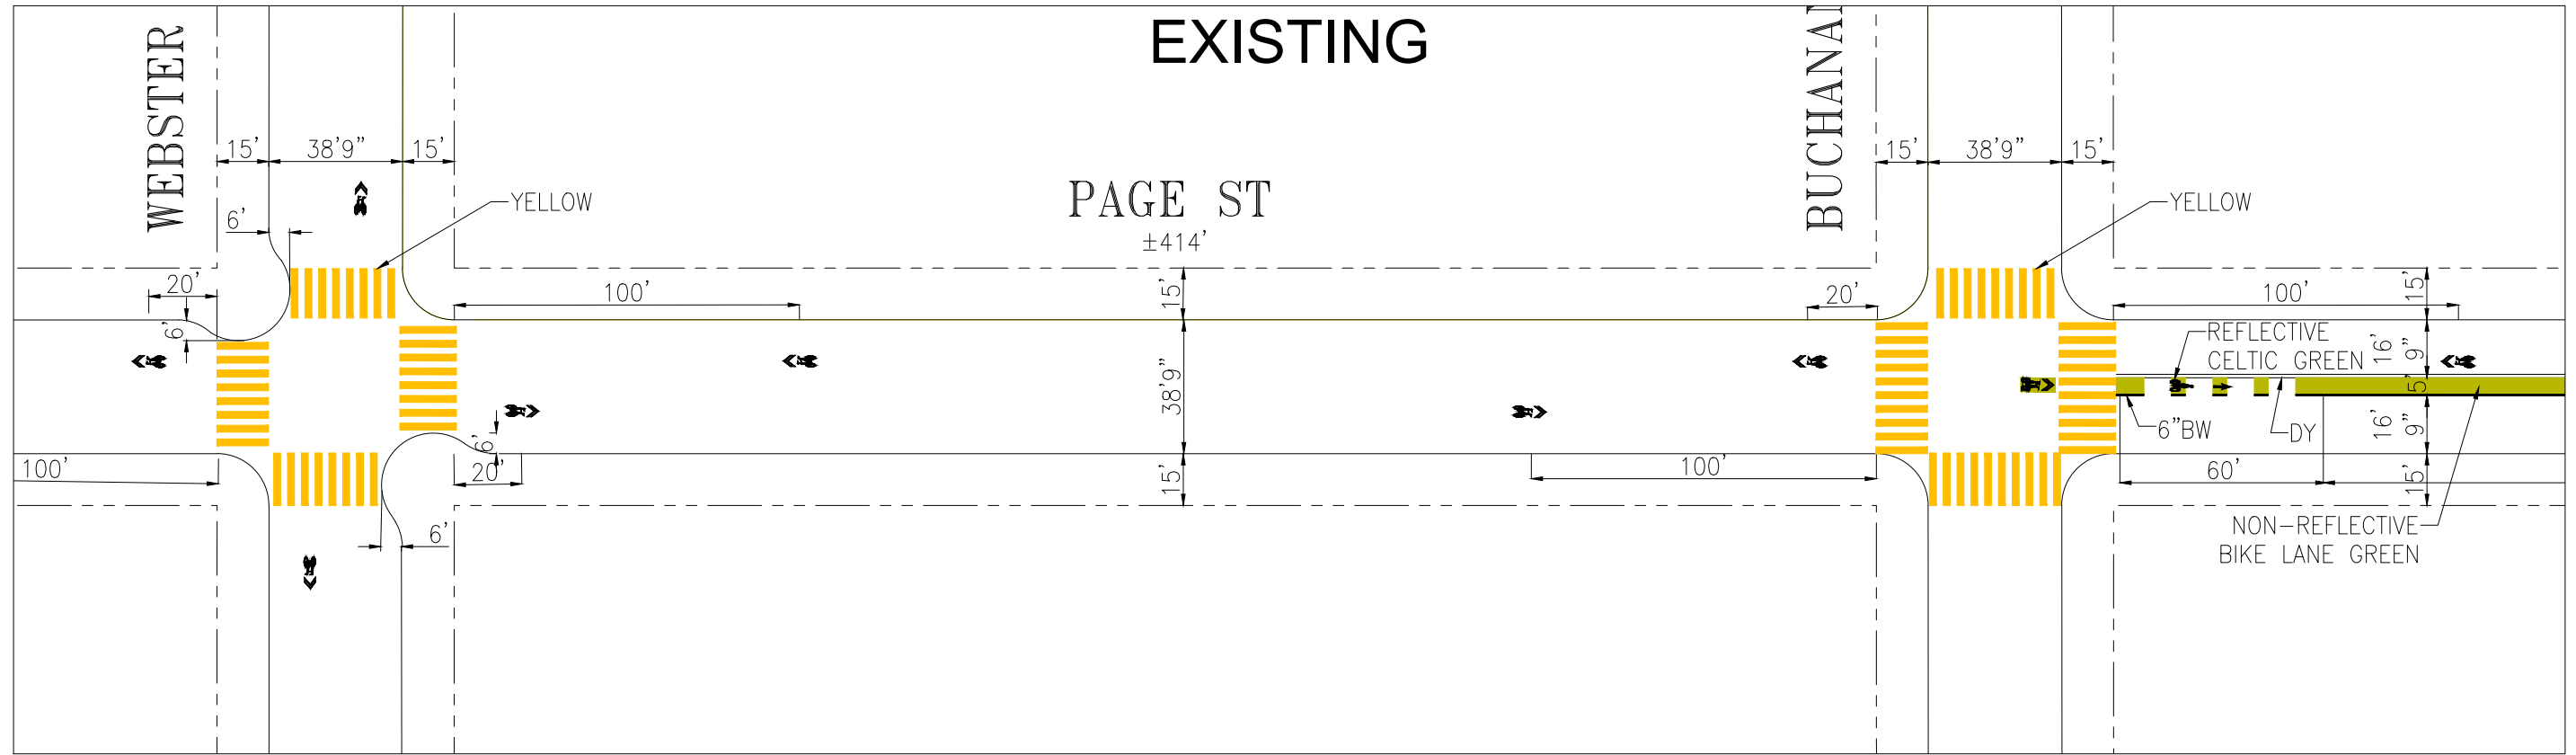 EXISTING
WEBSTER
BUCHANAN
15'
38'9"
15'
15'
38'9"
15'
PAGE ST
±414'
YELLOW
YELLOW
6'
20'
6'
100'
15'
20'
100'
15'
REFLECTIVE
CELTIC GREEN
16'
9"
5'
38'9"
6'
20'
100'
6"BW
DY
16'
9"
100'
15'
60'
15'
6'
NON-REFLECTIVE
BIKE LANE GREEN